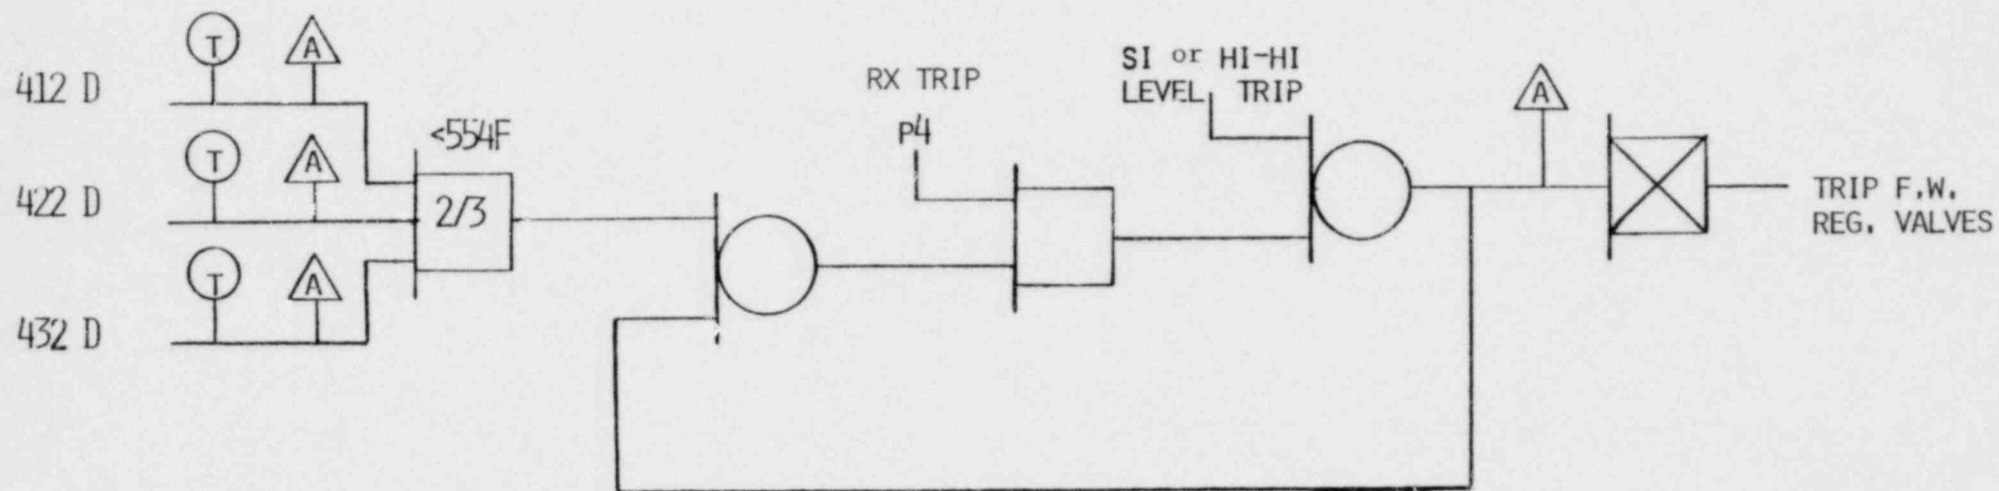 T A
412 D
T A
<554F
422 D
2/3
T A
432 D
RX TRIP
P4
SI or HI-HI
LEVEL TRIP
A
TRIP F.W.
REG. VALVES